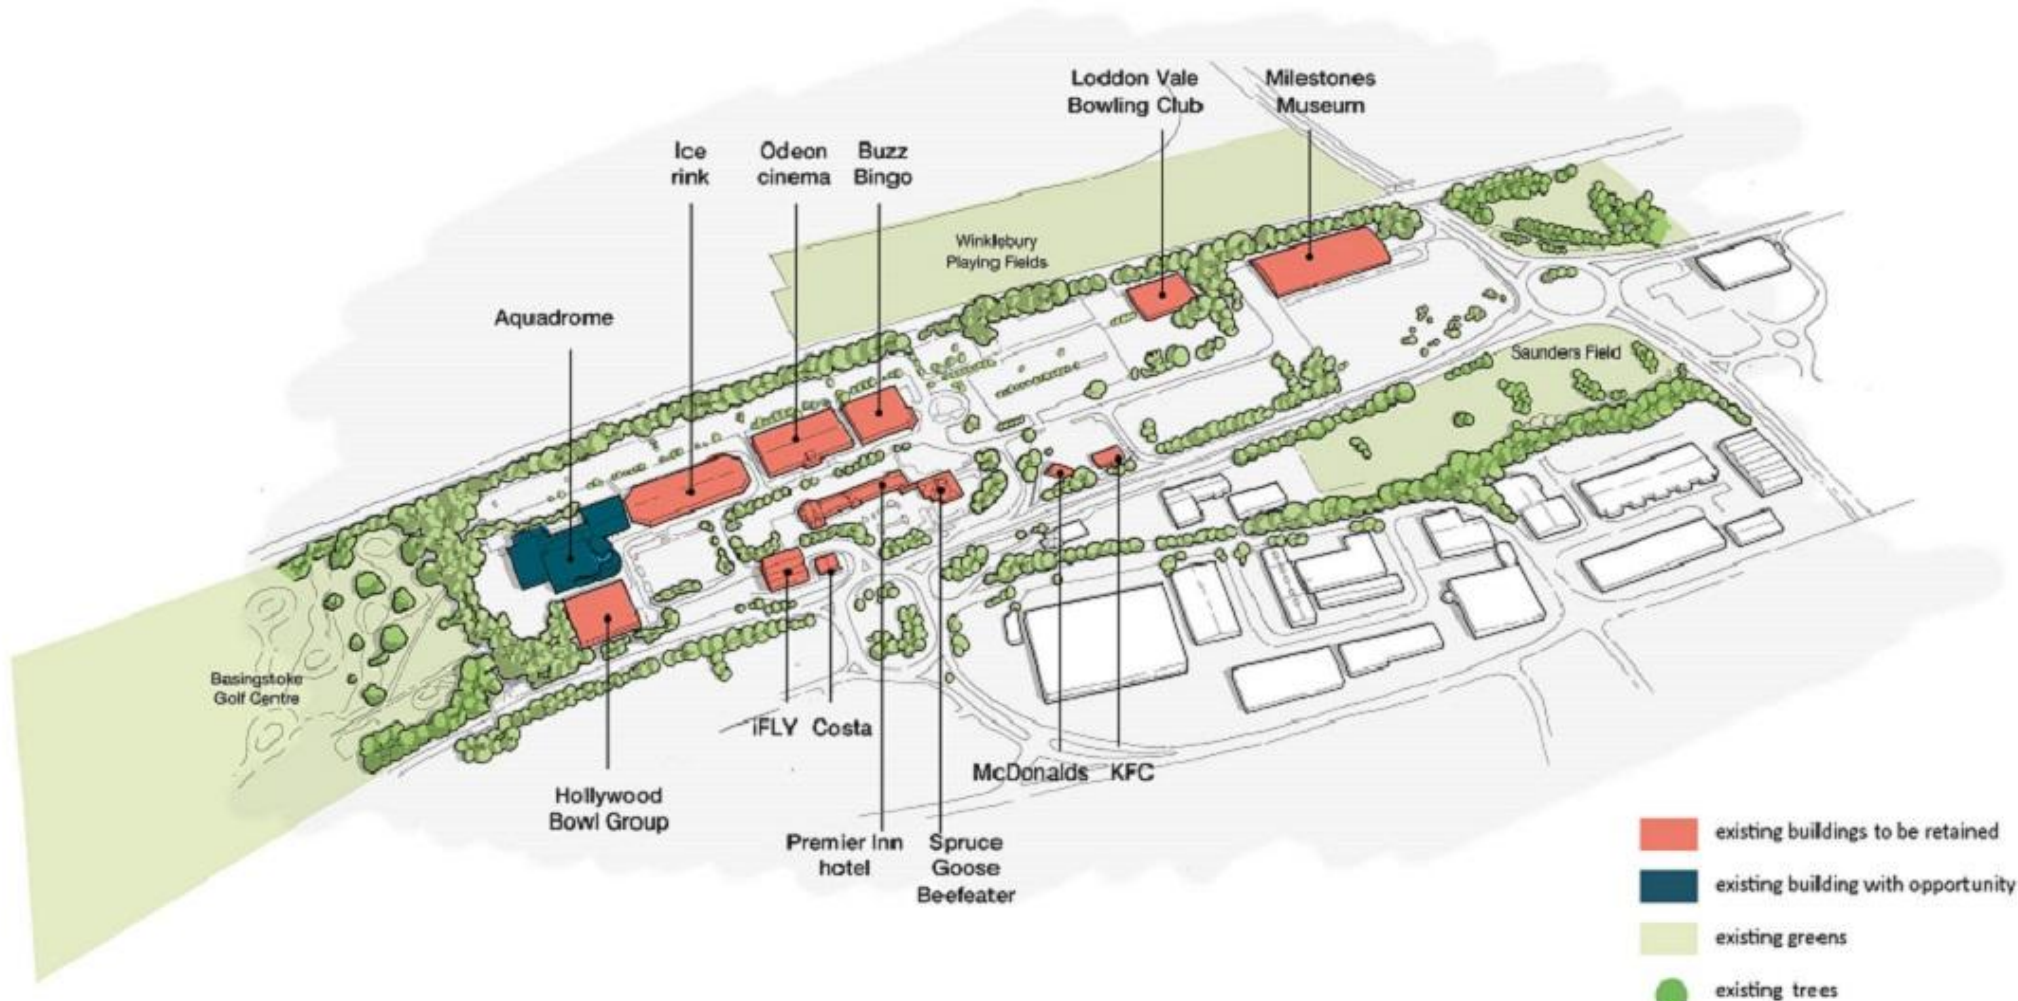 Loddon Vale
Bowling Club
Milestones
Museum
Ice
rink
Odeon
cinema
Buzz
Bingo
Winklebury
Playing Fields
Aquadrome
Saunders Field
Basingstoke
Golf Centre
iFLY
Costa
McDonalds
KFC
Hollywood
Bowl Group
Premier Inn
hotel
Spruce
Goose
Beefeater
existing buildings to be retained
existing building with opportunity
existing greens
existing trees